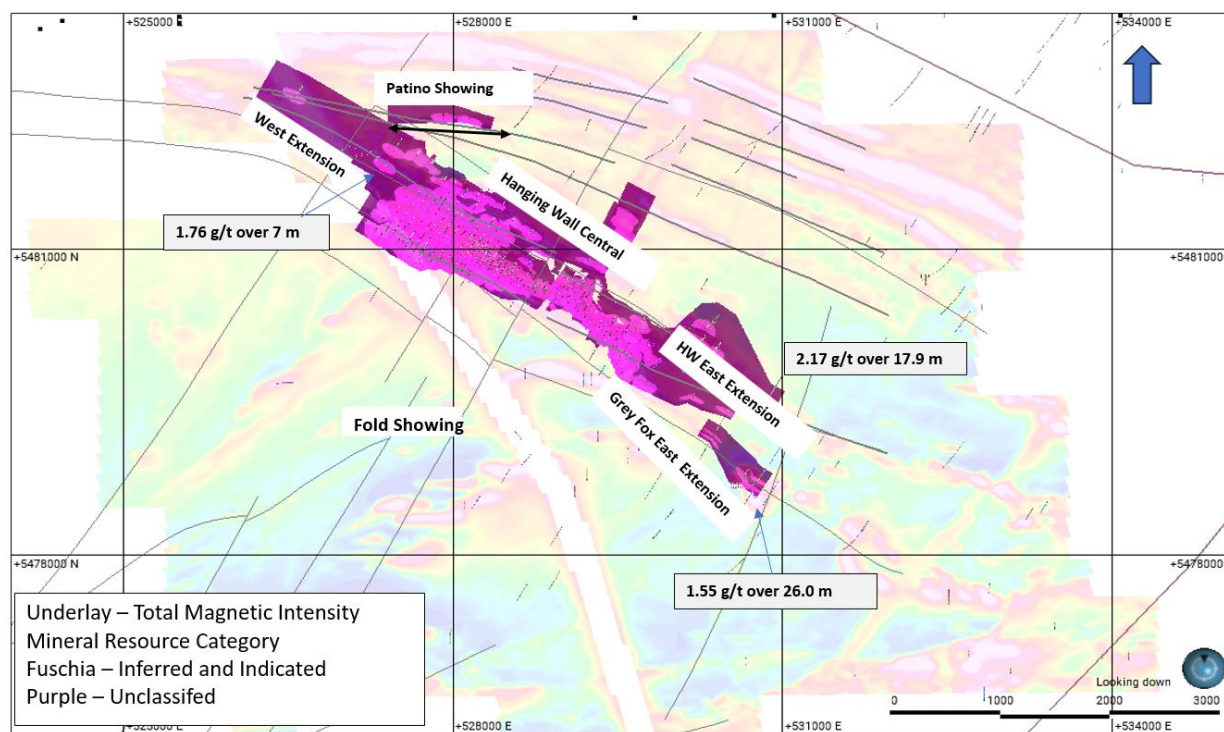 +525000 E
+528000 E
+531000 E
+534000 E
Patino Showing
West Extension
Hanging Wall Central
1.76 g/t over 7 m
+5481000 N
+5481000 N
HW East Extension
2.17 g/t over 17.9 m
Grey Fox East Extension
Fold Showing
+5478000 N
+5478000 N
1.55 g/t over 26.0 m
Underlay – Total Magnetic Intensity
Mineral Resource Category
Fuschia – Inferred and Indicated
Purple – Unclassifed
Looking down
0 1000 2000 3000
+525000 E
+528000 E
+531000 E
+534000 E